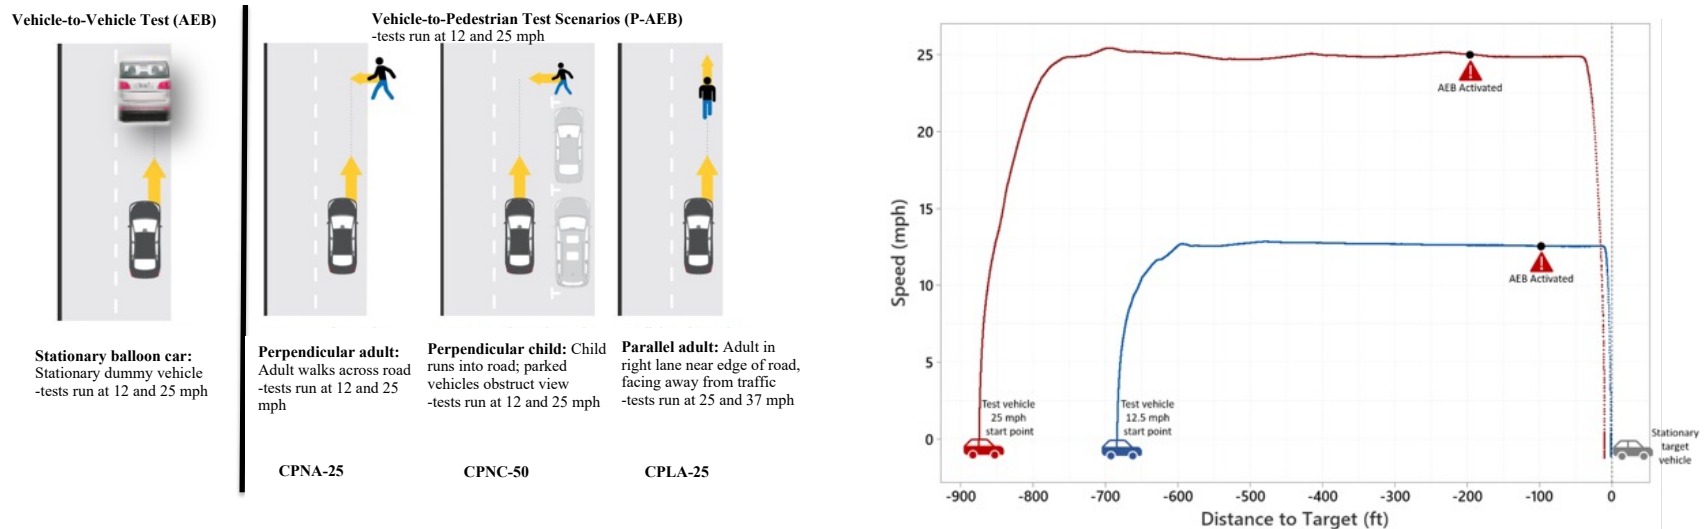 Vehicle-to-Vehicle Test (AEB)
Vehicle-to-Pedestrian Test Scenarios (P-AEB)
-tests run at 12 and 25 mph
Stationary balloon car:
Stationary dummy vehicle
-tests run at 12 and 25 mph
Perpendicular adult:
Adult walks across road
-tests run at 12 and 25
mph
CPNA-25
Perpendicular child: Child
runs into road; parked
vehicles obstruct view
-tests run at 12 and 25 mph
CPNC-50
Parallel adult: Adult in
right lane near edge of road,
facing away from traffic
-tests run at 25 and 37 mph
CPLA-25
Speed (mph)
25
20
15
10
5
0
AEB Activated
AEB Activated
Test vehicle
25 mph
start point
Test vehicle
12.5 mph
start point
Stationary
target
vehicle
-900
-800
-700
-600
-500
-400
-300
-200
-100
0
Distance to Target (ft)